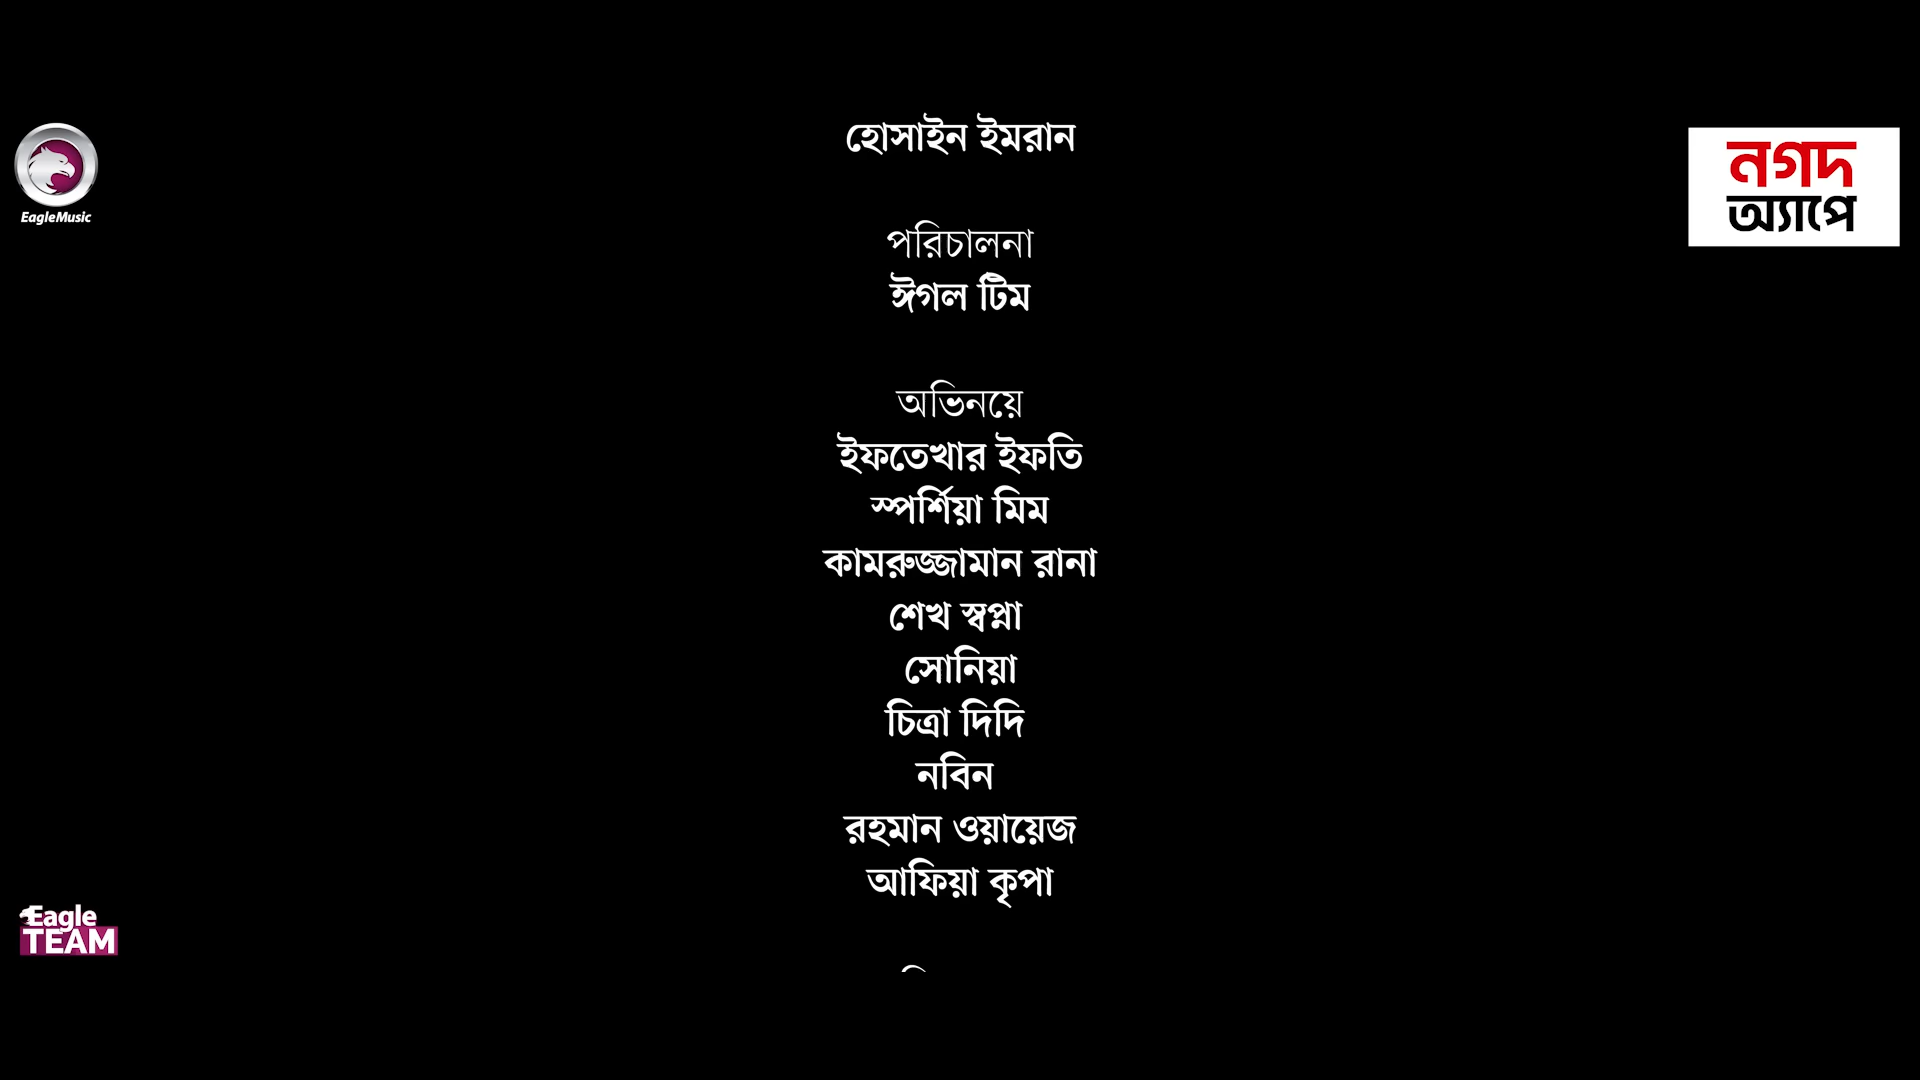 হোসাইন ইমরান
EagleMusic
নগদ
অ্যাপে
পরিচালনা
ঈগল টিম
অভিনয়ে
ইফতেখার ইফতি
স্পর্শিয়া মিম
কামরুজ্জামান রানা
শেখ স্বপ্না
সোনিয়া
চিত্রা দিদি
নবিন
রহমান ওয়ায়েজ
আফিয়া কৃপা
Eagle
TEAM